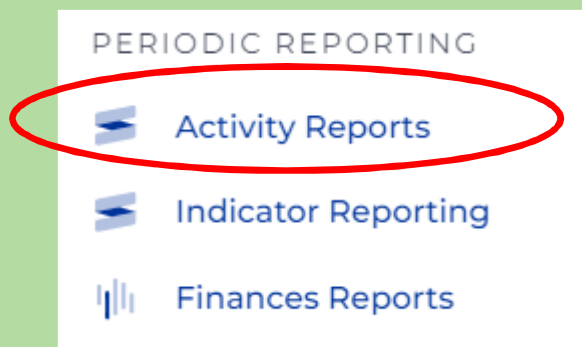 PERIODIC REPORTING
Activity Reports
Indicator Reporting
Finances Reports